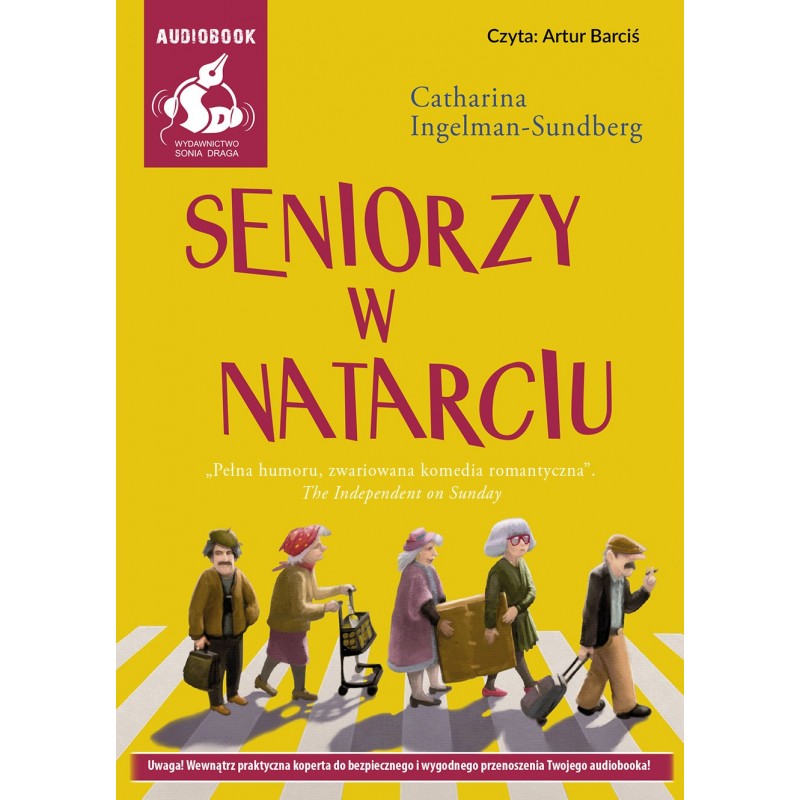 AUDIOBOOK
SD
WYDAWNICTWO
SONIA DRAGA
Czyta: Artur Barciś
Catharina
Ingelman-Sundberg
SENIORZY
W
NATARCIU
„Pełna humoru, zwariowana komedia romantyczna”.
The Independent on Sunday
Uwaga! Wewnątrz praktyczna koperta do bezpiecznego i wygodnego przenoszenia Twojego audiobooka!